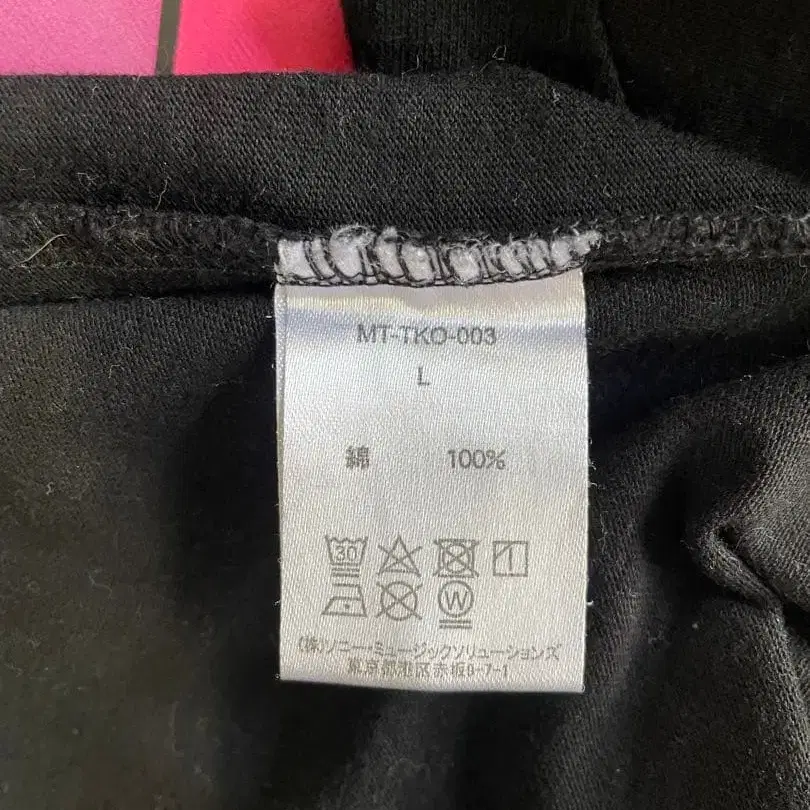 MT-TKO-003
L
綿 100%
30
W
(株)ソニー・ミュージックソリューションズ
東京都港区赤坂9-7-1